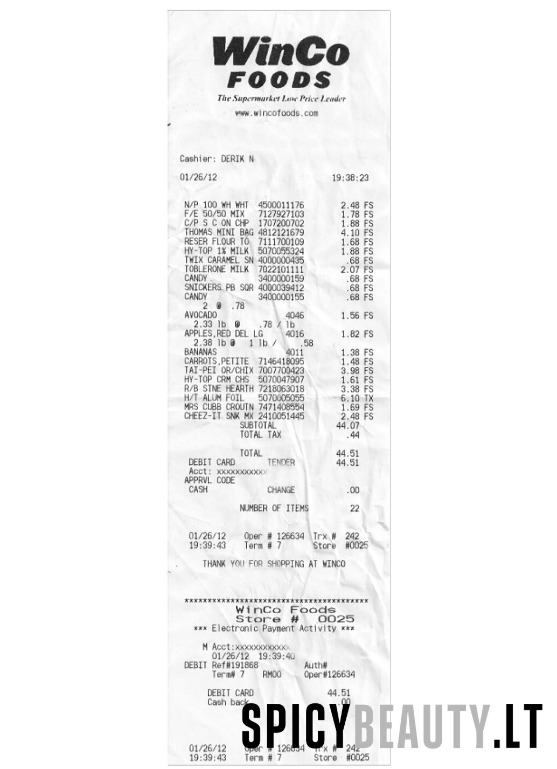 WinCo
FOODS
The Supermarket Low Price Leader
www.wincofoods.com
Cashier: DERIK N
01/26/12 19:38:23
N/P 100 WH WHT 4500011176 2.48 FS
F/E 50/50 MIX 7127927103 1.78 FS
C/P S C ON CHP 1707200702 1.88 FS
THOMAS MINI BAG 4812121679 4.10 FS
RESER FLOUR TO 7111700109 1.68 FS
HY-TOP 1% MILK 5070055324 1.88 FS
TWIX CARAMEL SN 4000000435 .68 FS
TOBLERONE MILK 7022101111 2.07 FS
CANDY 3400000159 .68 FS
SNICKERS PB SQR 4000039412 .68 FS
CANDY 3400000155 .68 FS
2 @ .78
AVOCADO 4046 1.56 FS
2.33 lb @ .78 / lb
APPLES,RED DEL LG 4016 1.82 FS
2.38 lb @ 1 lb / .58
BANANAS 4011 1.38 FS
CARROTS,PETITE 7146418095 1.48 FS
TAI-PEI OR/CHIX 7007700423 3.98 FS
HY-TOP CRM CHS 5070047907 1.61 FS
R/B STNE HEARTH 7218063018 3.38 FS
H/T ALUM FOIL 5070005055 6.10 TX
MRS CUBB CROUTN 7471408554 1.69 FS
CHEEZ-IT SNK MX 2410051445 2.48 FS
SUBTOTAL 44.07
TOTAL TAX .44
TOTAL 44.51
DEBIT CARD TENDER 44.51
Acct: xxxxxxxxxxx
APPRVL CODE
CASH CHANGE .00
NUMBER OF ITEMS 22
01/26/12 Oper # 126634 Trx # 242
19:39:43 Term # 7 Store #0025
THANK YOU FOR SHOPPING AT WINCO
****************************************
WinCo Foods
Store # 0025
*** Electronic Payment Activity ***
M Acct:xxxxxxxxxxxx
01/26/12 19:39:40
DEBIT Ref#191868 Auth#
Term# 7 RM00 Oper#126634
DEBIT CARD 44.51
Cash back .00
SPICYBEAUTY.LT
01/26/12 Oper # 126634 Trx # 242
19:39:43 Term # 7 Store #0025